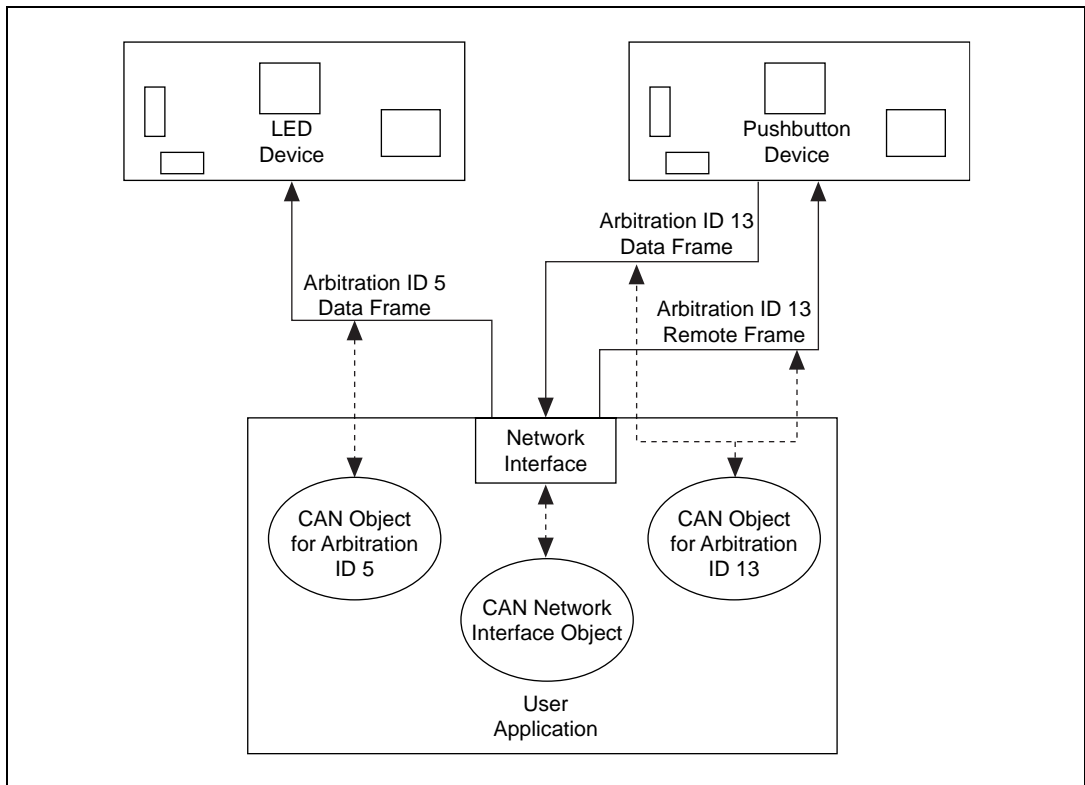 LED
Device
Pushbutton
Device
Arbitration ID 13
Data Frame
Arbitration ID 5
Data Frame
Arbitration ID 13
Remote Frame
Network
Interface
CAN Object
for Arbitration
ID 5
CAN Object
for Arbitration
ID 13
CAN Network
Interface Object
User
Application